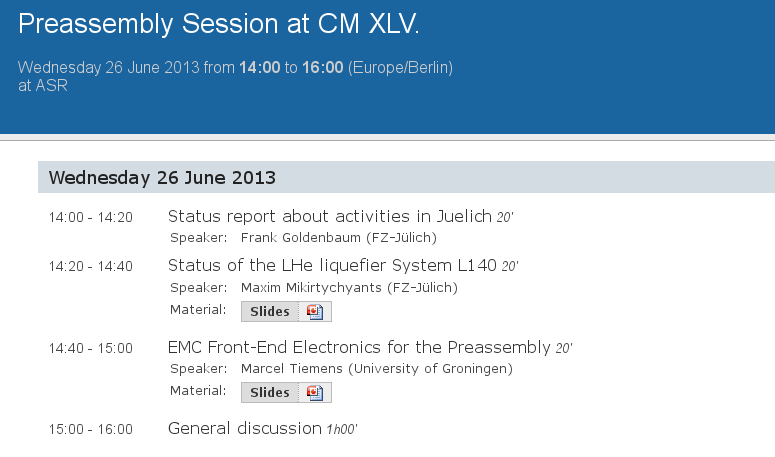 Preassembly Session at CM XLV.
Wednesday 26 June 2013 from 14:00 to 16:00 (Europe/Berlin)
at ASR
Wednesday 26 June 2013
14:00 - 14:20 Status report about activities in Juelich 20'
Speaker: Frank Goldenbaum (FZ-Jülich)
14:20 - 14:40 Status of the LHe liquefier System L140 20'
Speaker: Maxim Mikirtychyants (FZ-Jülich)
Material: Slides
14:40 - 15:00 EMC Front-End Electronics for the Preassembly 20'
Speaker: Marcel Tiemens (University of Groningen)
Material: Slides
15:00 - 16:00 General discussion 1h00'